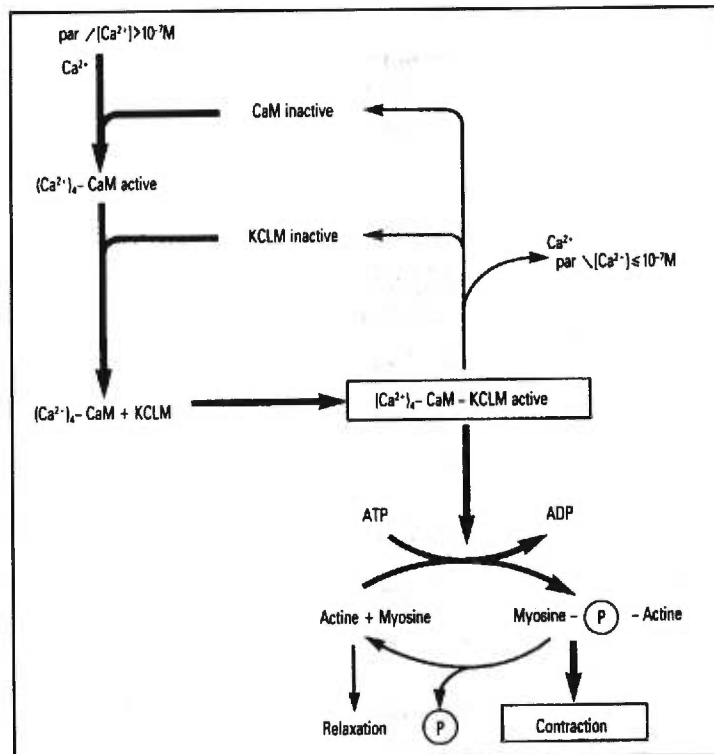 par ↗[Ca²⁺]>10⁻⁷M
Ca²⁺
CaM inactive
(Ca²⁺)₄ – CaM active
KCLM inactive
Ca²⁺
par ↘[Ca²⁺]≤10⁻⁷M
(Ca²⁺)₄ – CaM + KCLM
(Ca²⁺)₄ – CaM – KCLM active
ATP
ADP
Actine + Myosine
Myosine – P – Actine
Relaxation
P
Contraction